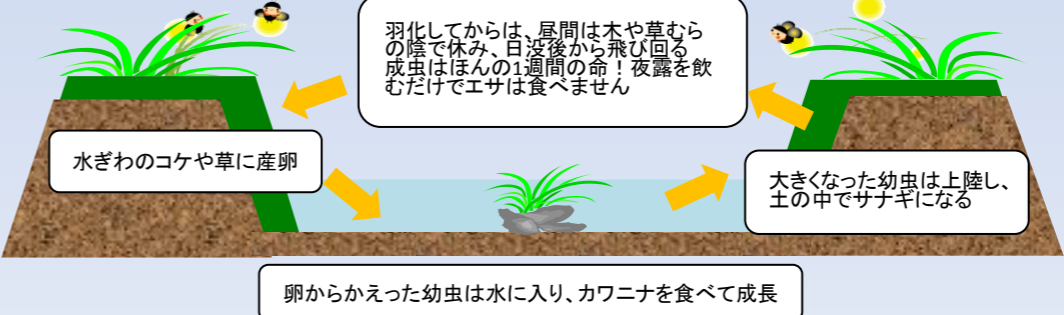 羽化してからは、昼間は木や草むら
の陰で休み、日没後から飛び回る
成虫はほんの1週間の命！夜露を飲
むだけでエサは食べません
水ぎわのコケや草に産卵
大きくなった幼虫は上陸し、
土の中でサナギになる
卵からかえった幼虫は水に入り、カワニナを食べて成長